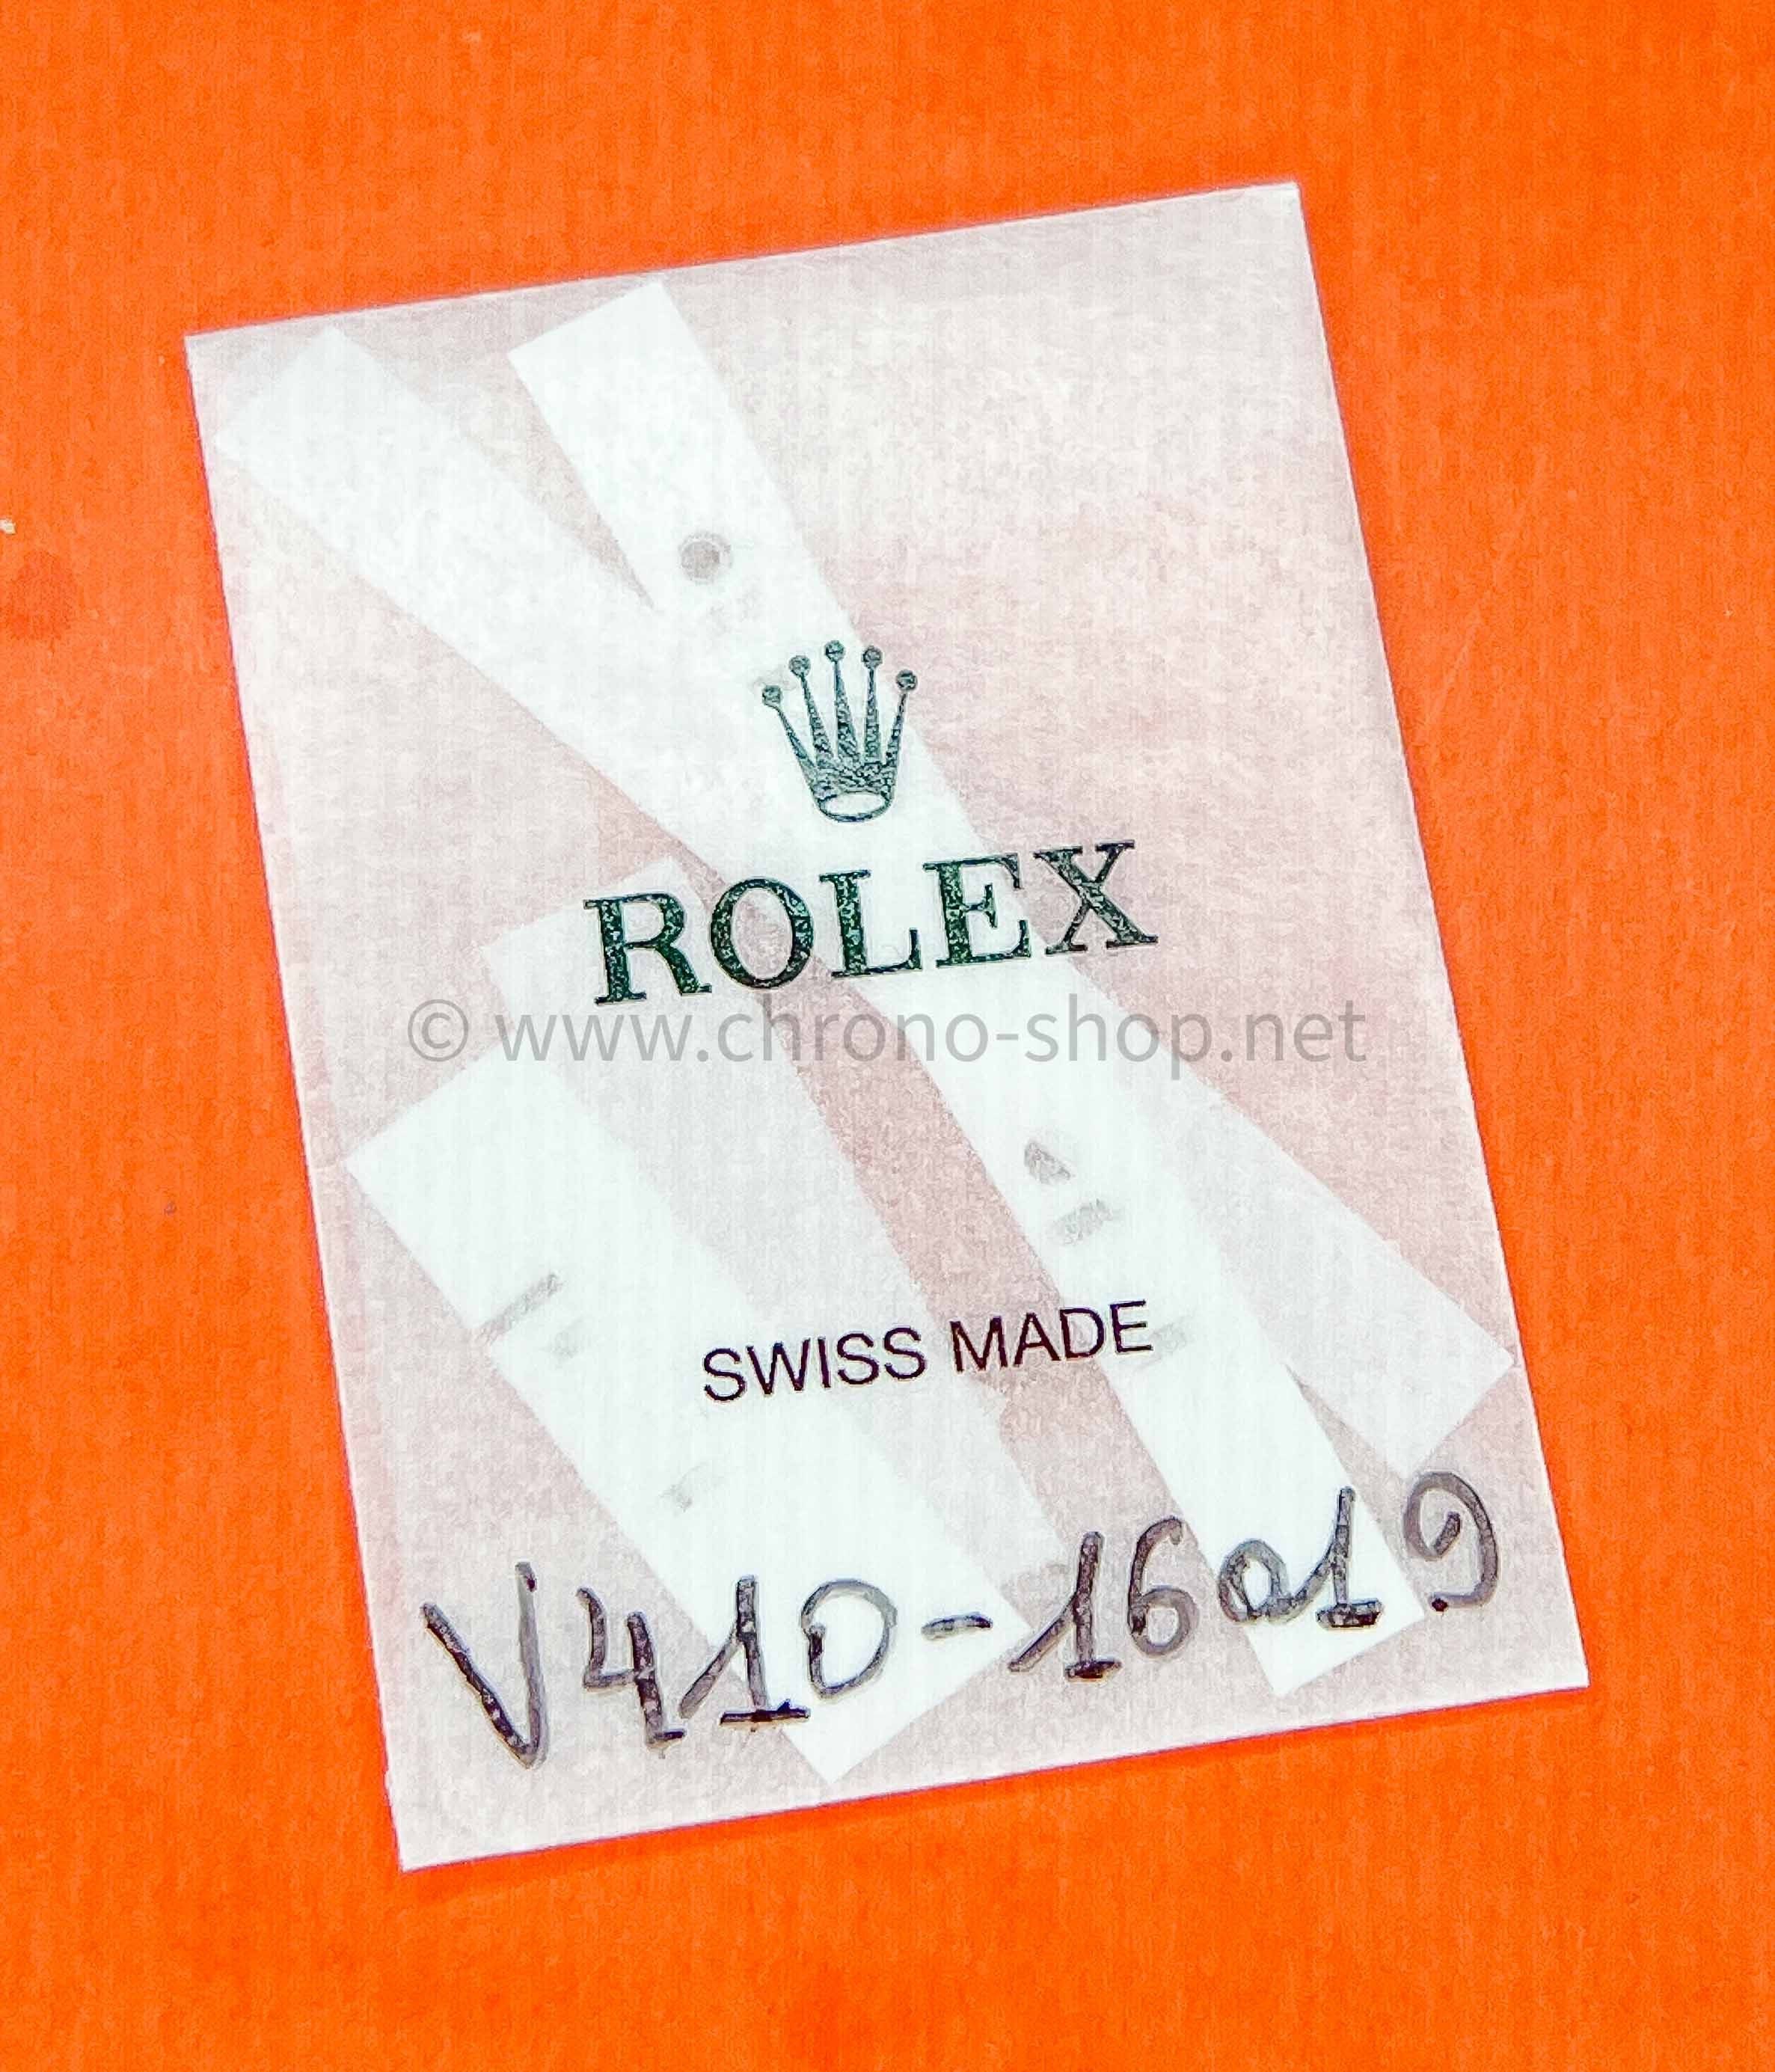 ROLEX
© www.chrono-shop.net
SWISS MADE
V410-16019